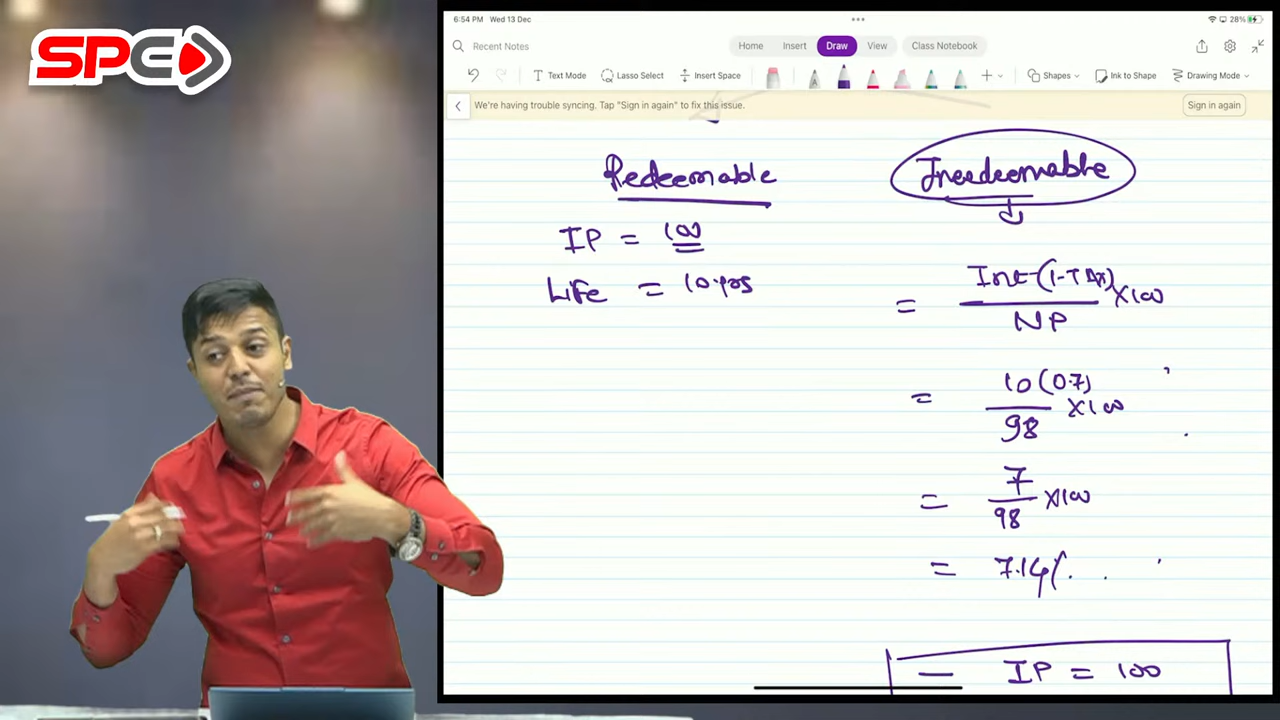 SPC
6:54 PM Wed 13 Dec
28%
Recent Notes
Home Insert Draw View Class Notebook
Text Mode Lasso Select Insert Space Shapes Ink to Shape Drawing Mode
We're having trouble syncing. Tap "Sign in again" to fix this issue.
Sign in again
Redeemable
IP = 100
Life = 10 yrs
Irredeemable
= Int (1-Tax) X100
NP
= 10 (0.7) X100
98
= 7 X100
98
= 7.14%
— IP = 100